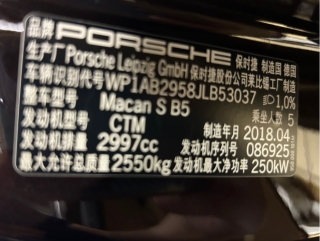 品牌 PORSCHE 保时捷 制造国 德国
生产厂 Porsche Leipzig GmbH 保时捷股份公司莱比锡工厂制造
车辆识别代号 WP1AB2958JLB53037 1,0%
整车型号 Macan S B5 乘坐人数 5
发动机型号 CTM 制造年月 2018.04
发动机排量 2997cc 发动机序号 086925
最大允许总质量 2550kg 发动机最大净功率 250kW